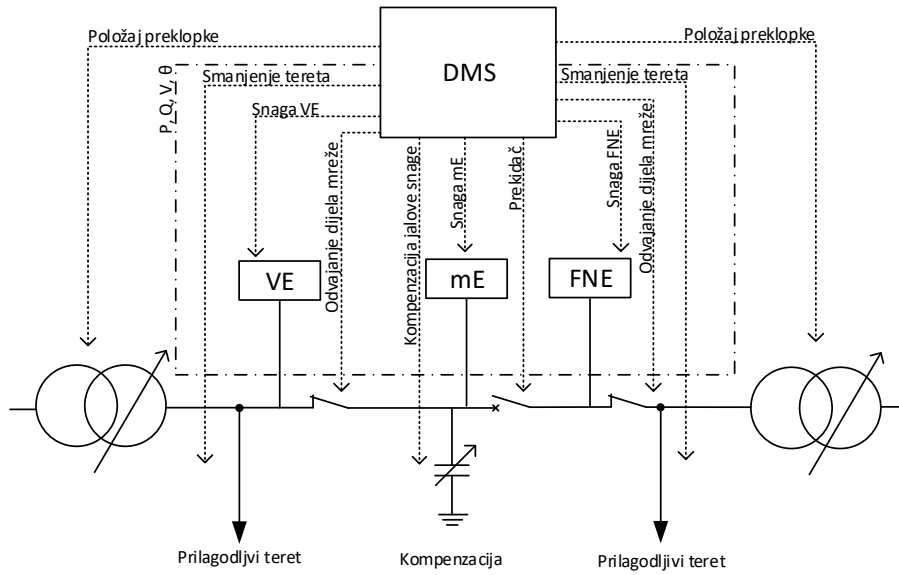 Položaj preklopke
DMS
Položaj preklopke
P, Q, V, θ
Smanjenje tereta
Smanjenje tereta
Snaga VE
Odvajanje dijela mreže
Kompenzacija jalove snage
Snaga mE
Prekidač
Snaga FNE
Odvajanje dijela mreže
VE
mE
FNE
Prilagodljvi teret
Kompenzacija
Prilagodljivi teret